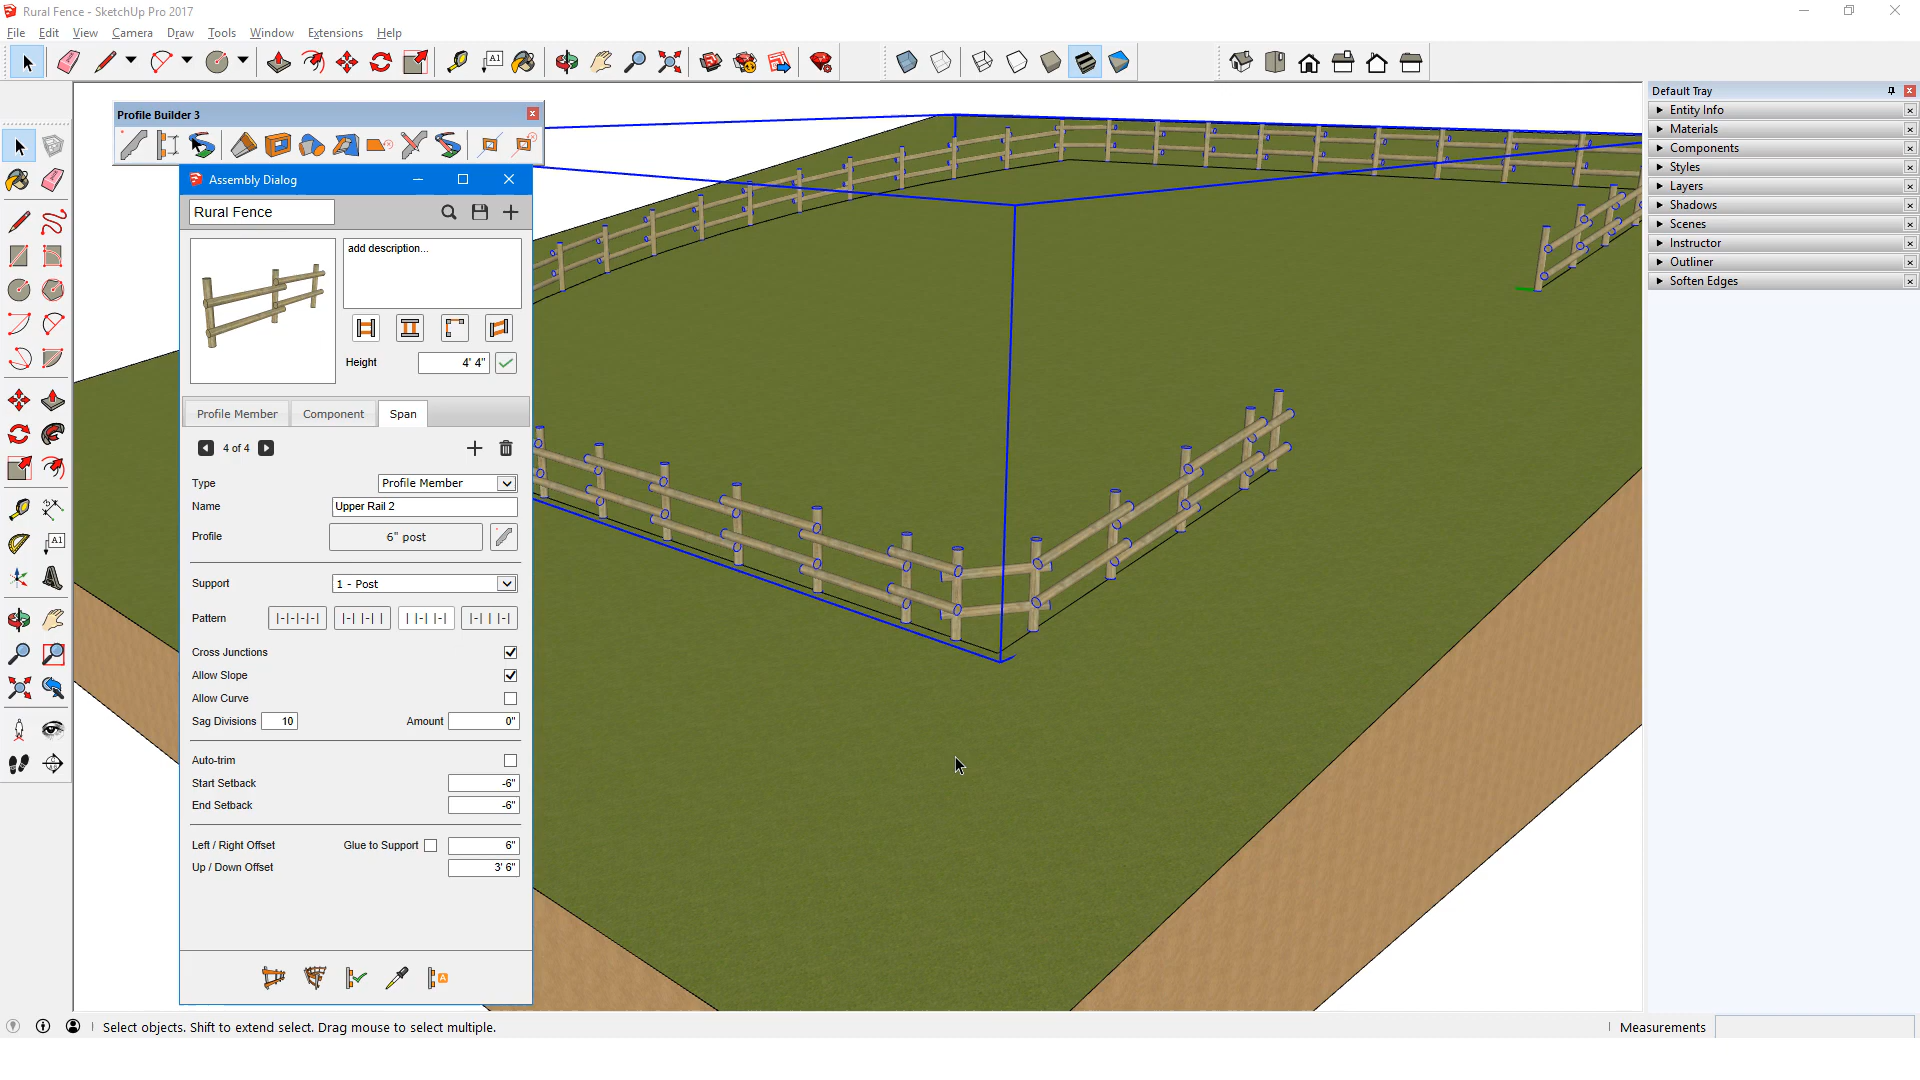 Rural Fence - SketchUp Pro 2017
File Edit View Camera Draw Tools Window Extensions Help
A1
Default Tray
Entity Info
Materials
Components
Styles
Layers
Shadows
Scenes
Instructor
Outliner
Soften Edges
Profile Builder 3
Assembly Dialog
Rural Fence
add description...
Height 4' 4"
Profile Member Component Span
4 of 4
Type Profile Member
Name Upper Rail 2
Profile 6" post
Support 1 - Post
Pattern |-|-|-|-| |-| |-| | | |-| |-| |-| | |-|
Cross Junctions
Allow Slope
Allow Curve
Sag Divisions 10 Amount 0"
Auto-trim
Start Setback -6"
End Setback -6"
Left / Right Offset Glue to Support 6"
Up / Down Offset 3' 6"
A
A1
Select objects. Shift to extend select. Drag mouse to select multiple.
Measurements